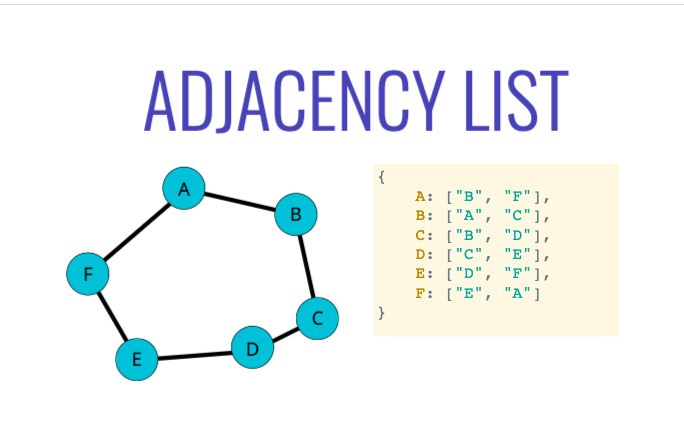 ADJACENCY LIST
A
B
F
C
D
E
{
A: ["B", "F"],
B: ["A", "C"],
C: ["B", "D"],
D: ["C", "E"],
E: ["D", "F"],
F: ["E", "A"]
}